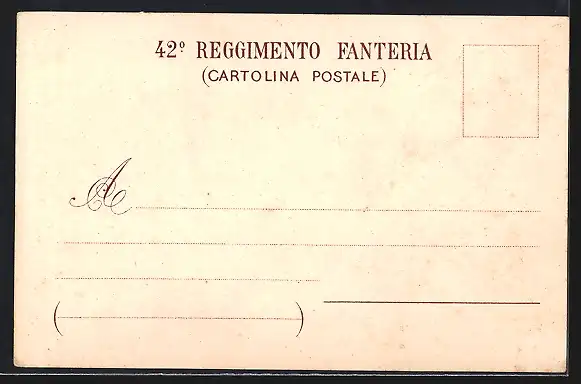 42º REGGIMENTO FANTERIA
(CARTOLINA POSTALE)
A